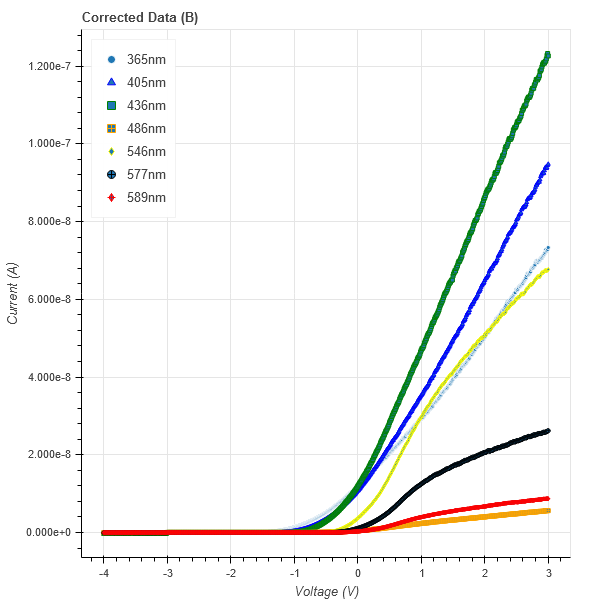 Corrected Data (B)
1.200e-7
1.000e-7
8.000e-8
6.000e-8
4.000e-8
2.000e-8
0.000e+0
Current (A)
365nm
405nm
436nm
486nm
546nm
577nm
589nm
-4 -3 -2 -1 0 1 2 3
Voltage (V)